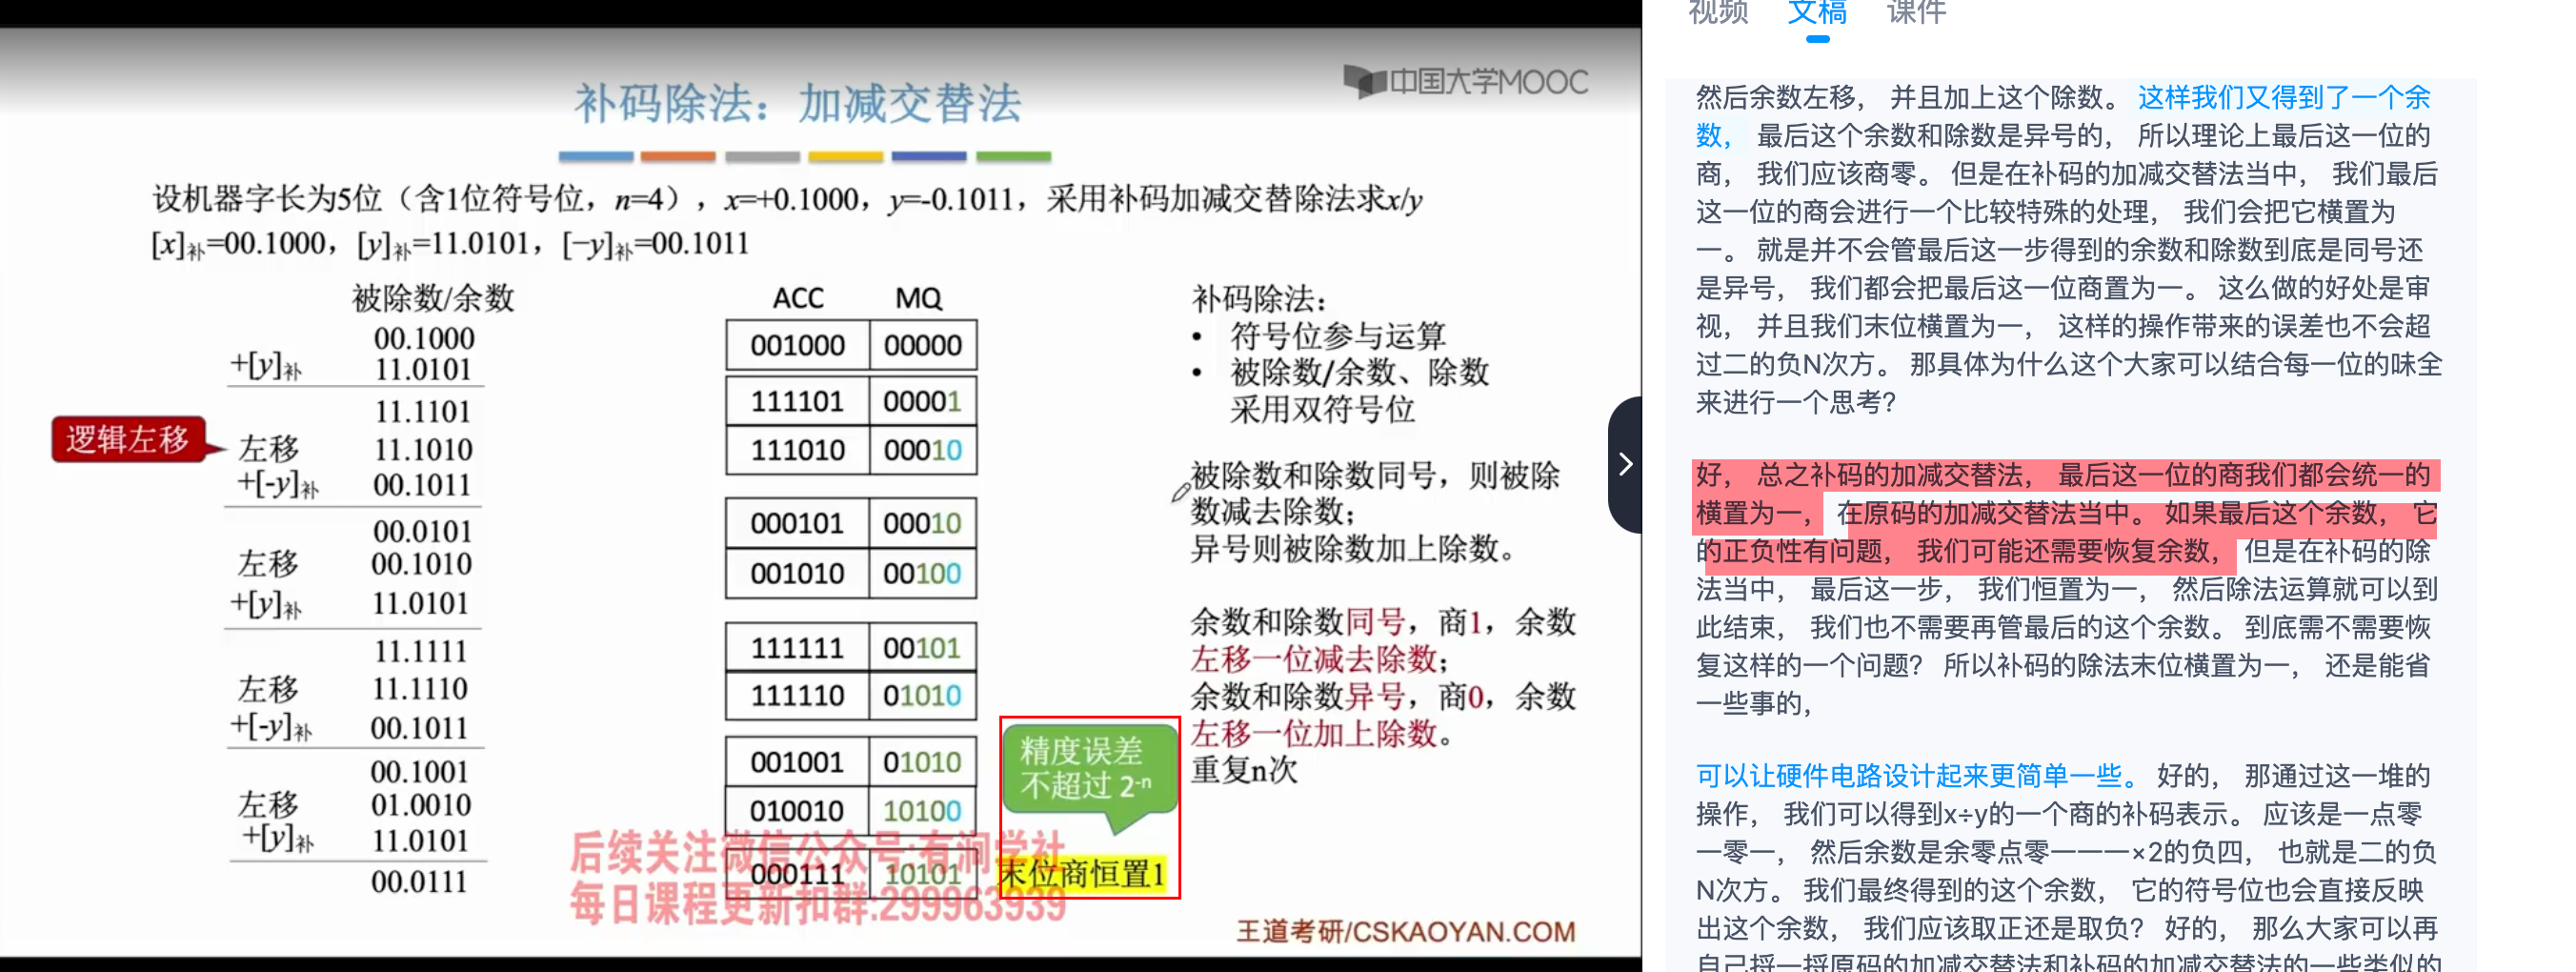 中国大学MOOC
补码除法：加减交替法
设机器字长为5位（含1位符号位，n=4），x=+0.1000，y=-0.1011，采用补码加减交替除法求x/y
[x]补=00.1000，[y]补=11.0101，[−y]补=00.1011
被除数/余数
00.1000
+[y]补 11.0101
11.1101
逻辑左移
左移 11.1010
+[-y]补 00.1011
00.0101
左移 00.1010
+[y]补 11.0101
11.1111
左移 11.1110
+[-y]补 00.1011
00.1001
左移 01.0010
+[y]补 11.0101
00.0111
ACC MQ
001000 00000
111101 00001
111010 00010
000101 00010
001010 00100
111111 00101
111110 01010
001001 01010
010010 10100
000111 10101
精度误差
不超过 2-n
末位商恒置1
补码除法：
• 符号位参与运算
• 被除数/余数、除数
采用双符号位
被除数和除数同号，则被除
数减去除数；
异号则被除数加上除数。
余数和除数同号，商1，余数
左移一位减去除数；
余数和除数异号，商0，余数
左移一位加上除数。
重复n次
后续关注微信公众号:有润学社
每日课程更新扣群:299963939
王道考研/CSKAOYAN.COM
视频 文稿 课件
然后余数左移， 并且加上这个除数。 这样我们又得到了一个余
数， 最后这个余数和除数是异号的， 所以理论上最后这一位的
商， 我们应该商零。 但是在补码的加减交替法当中， 我们最后
这一位的商会进行一个比较特殊的处理， 我们会把它横置为
一。 就是并不会管最后这一步得到的余数和除数到底是同号还
是异号， 我们都会把最后这一位商置为一。 这么做的好处是审
视， 并且我们末位横置为一， 这样的操作带来的误差也不会超
过二的负N次方。 那具体为什么这个大家可以结合每一位的味全
来进行一个思考?
好， 总之补码的加减交替法， 最后这一位的商我们都会统一的
横置为一， 在原码的加减交替法当中。 如果最后这个余数， 它
的正负性有问题， 我们可能还需要恢复余数， 但是在补码的除
法当中， 最后这一步， 我们恒置为一， 然后除法运算就可以到
此结束， 我们也不需要再管最后的这个余数。 到底需不需要恢
复这样的一个问题? 所以补码的除法末位横置为一， 还是能省
一些事的，
可以让硬件电路设计起来更简单一些。 好的， 那通过这一堆的
操作， 我们可以得到x÷y的一个商的补码表示。 应该是一点零
一零一， 然后余数是余零点零一一一×2的负四， 也就是二的负
N次方。 我们最终得到的这个余数， 它的符号位也会直接反映
出这个余数， 我们应该取正还是取负? 好的， 那么大家可以再
自己捋一捋原码的加减交替法和补码的加减交替法的一些类似的